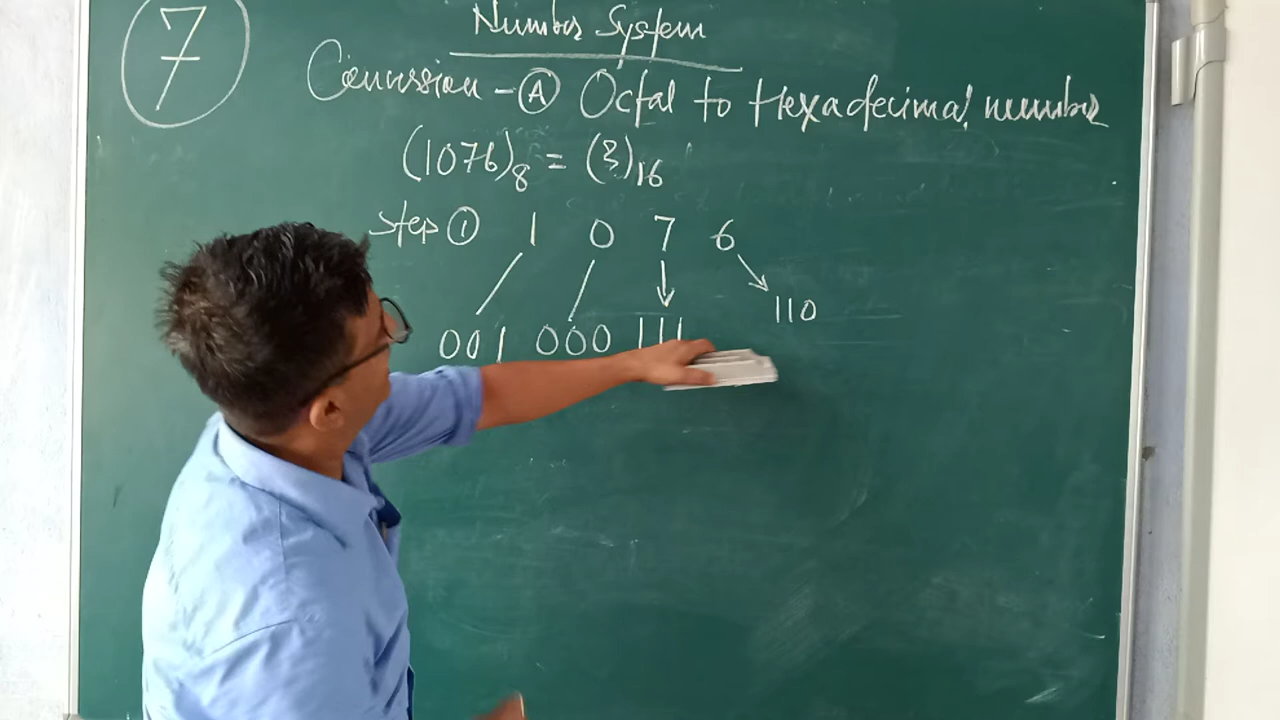 7
Number System
Conversion - A Octal to Hexadecimal number
(1076)8 = (?)16
Step 1 1 0 7 6
110
001 000 111